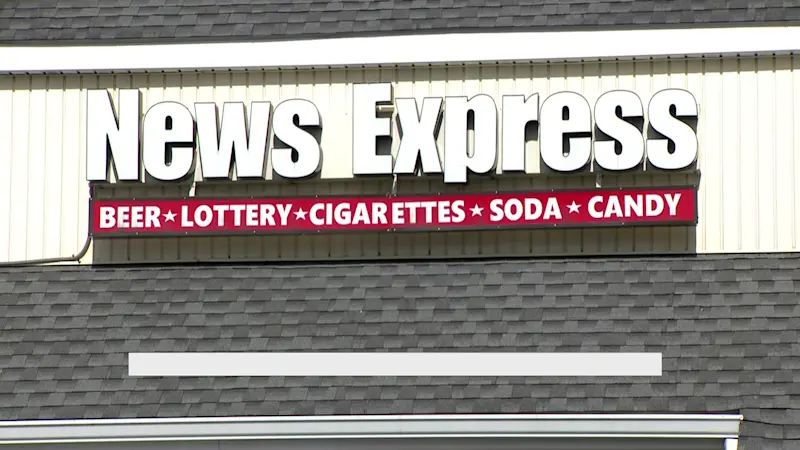 News Express
BEER★LOTTERY★CIGARETTES★SODA★CANDY